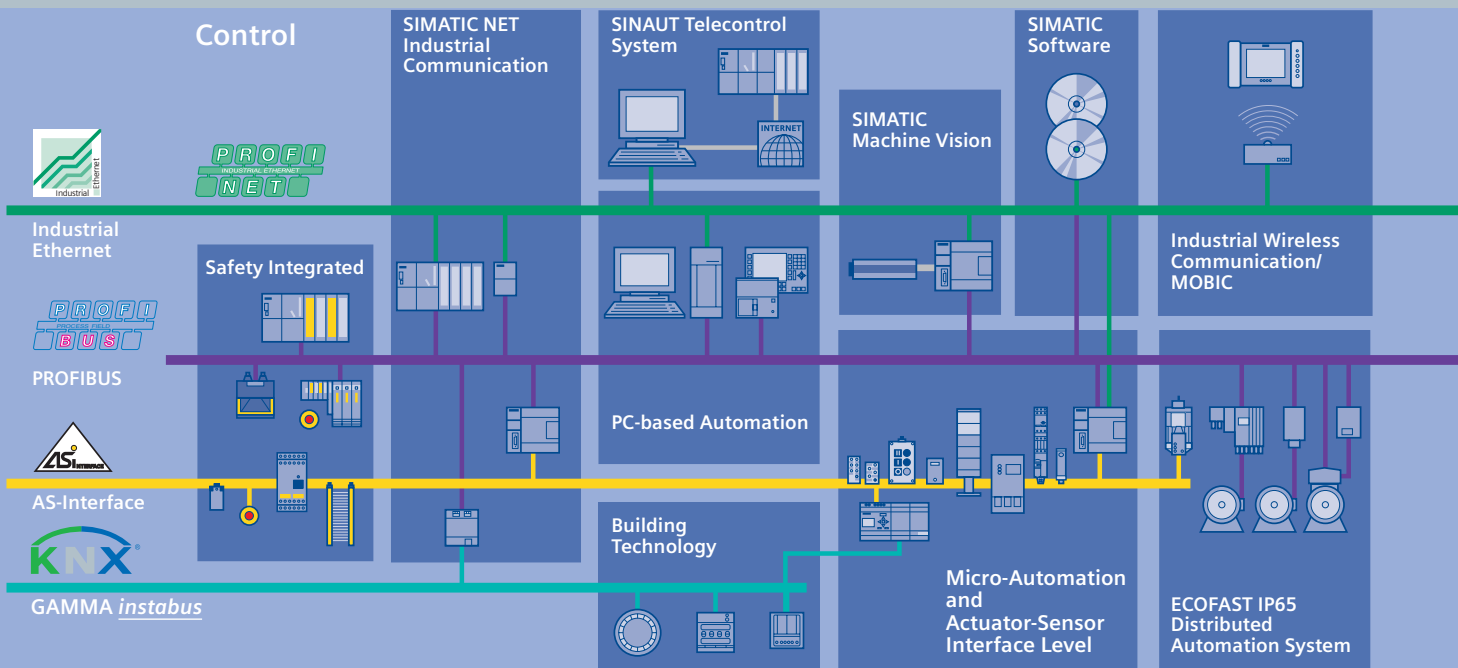 Control
SIMATIC NET
Industrial
Communication
SINAUT Telecontrol
System
INTERNET
SIMATIC
Machine Vision
SIMATIC
Software
Industrial
Ethernet
PROFI
INDUSTRIAL ETHERNET
NET
Industrial
Ethernet
Safety Integrated
Industrial Wireless
Communication/
MOBIC
PROFI
PROCESS FIELD
BUS
PROFIBUS
PC-based Automation
ASi
INTERFACE
AS-Interface
Building
Technology
KNX®
GAMMA instabus
Micro-Automation
and
Actuator-Sensor
Interface Level
ECOFAST IP65
Distributed
Automation System